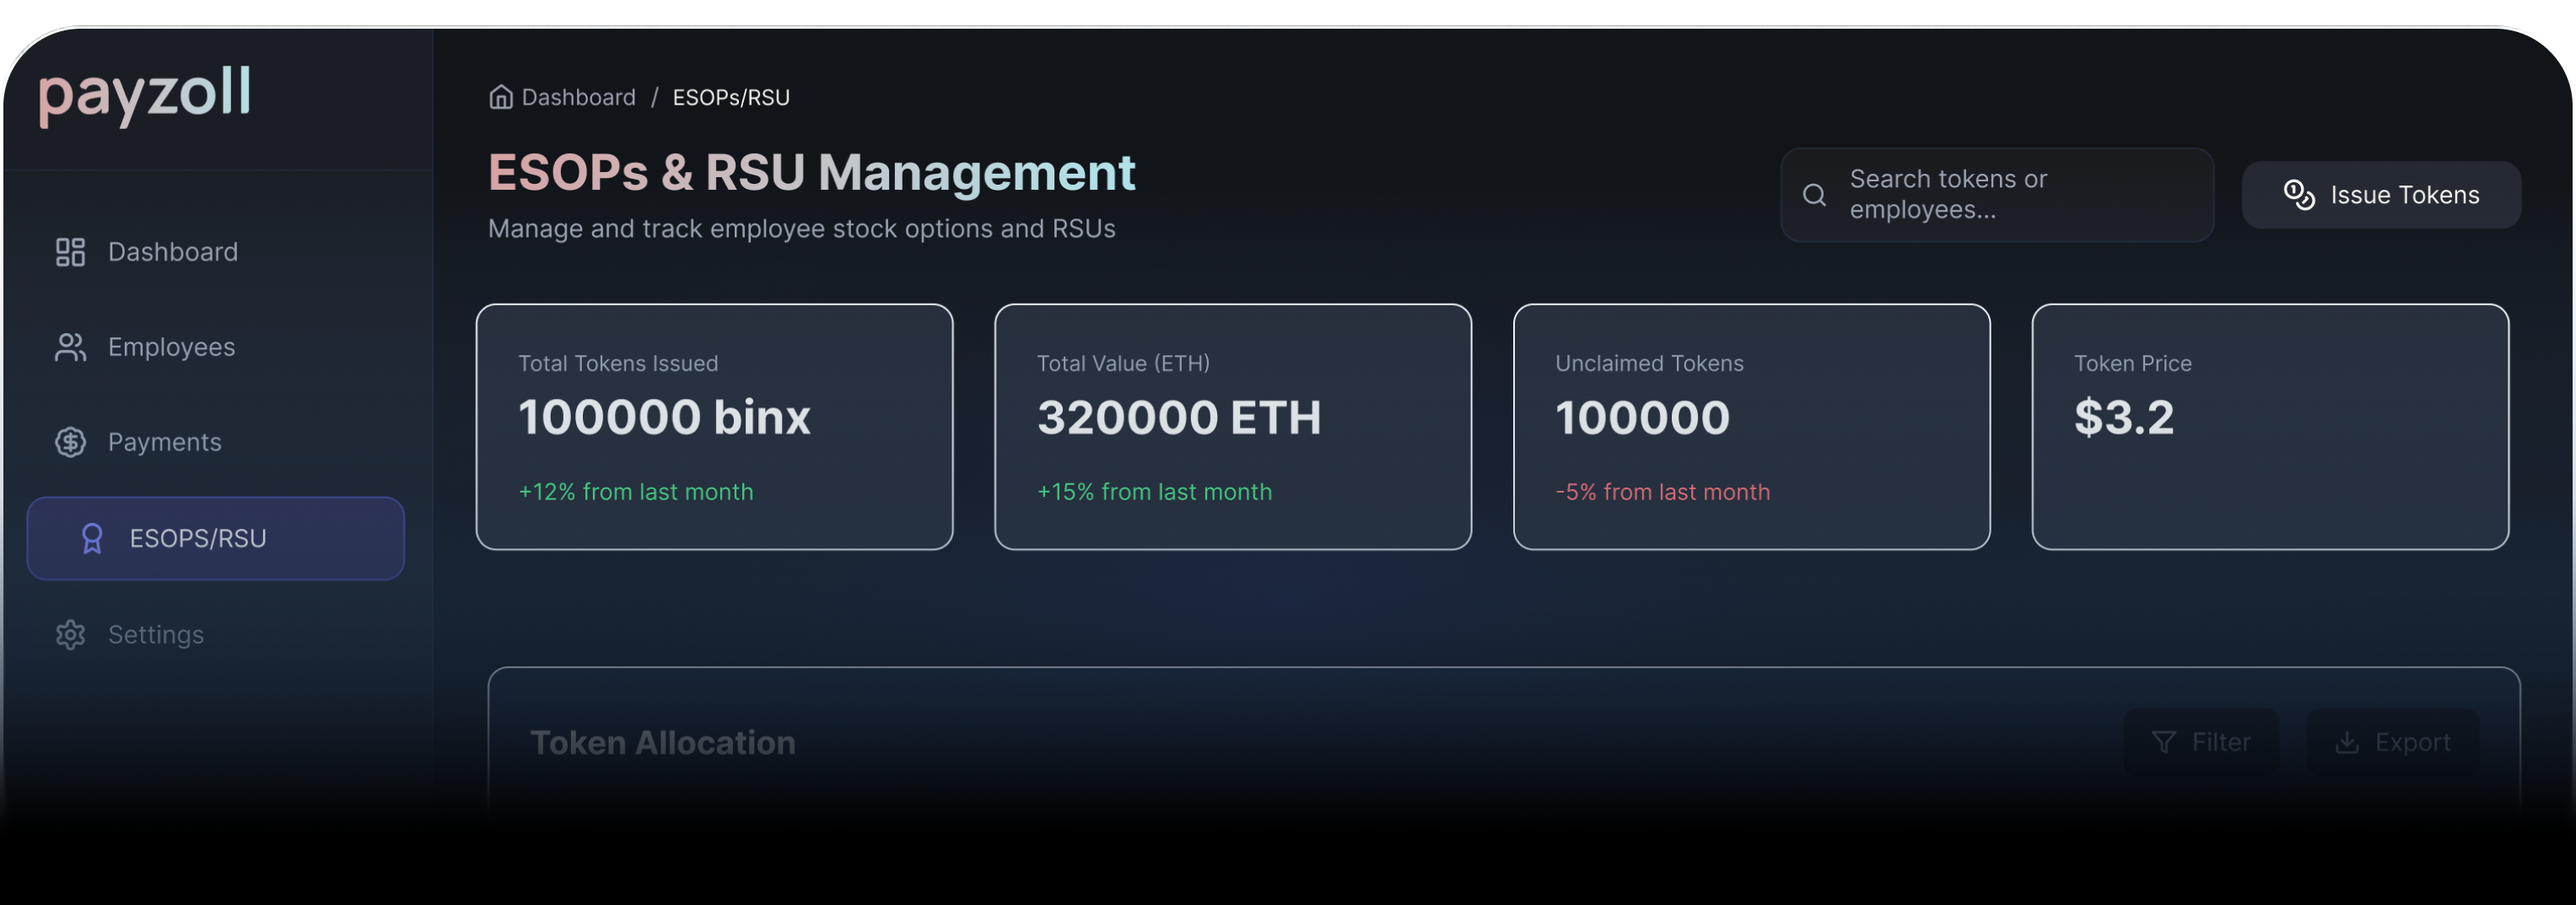 payzoll
Dashboard
Employees
Payments
ESOPS/RSU
Settings
Dashboard / ESOPs/RSU
ESOPs & RSU Management
Manage and track employee stock options and RSUs
Search tokens or
employees...
Issue Tokens
Total Tokens Issued
100000 binx
+12% from last month
Total Value (ETH)
320000 ETH
+15% from last month
Unclaimed Tokens
100000
-5% from last month
Token Price
$3.2
Token Allocation
Filter
Export